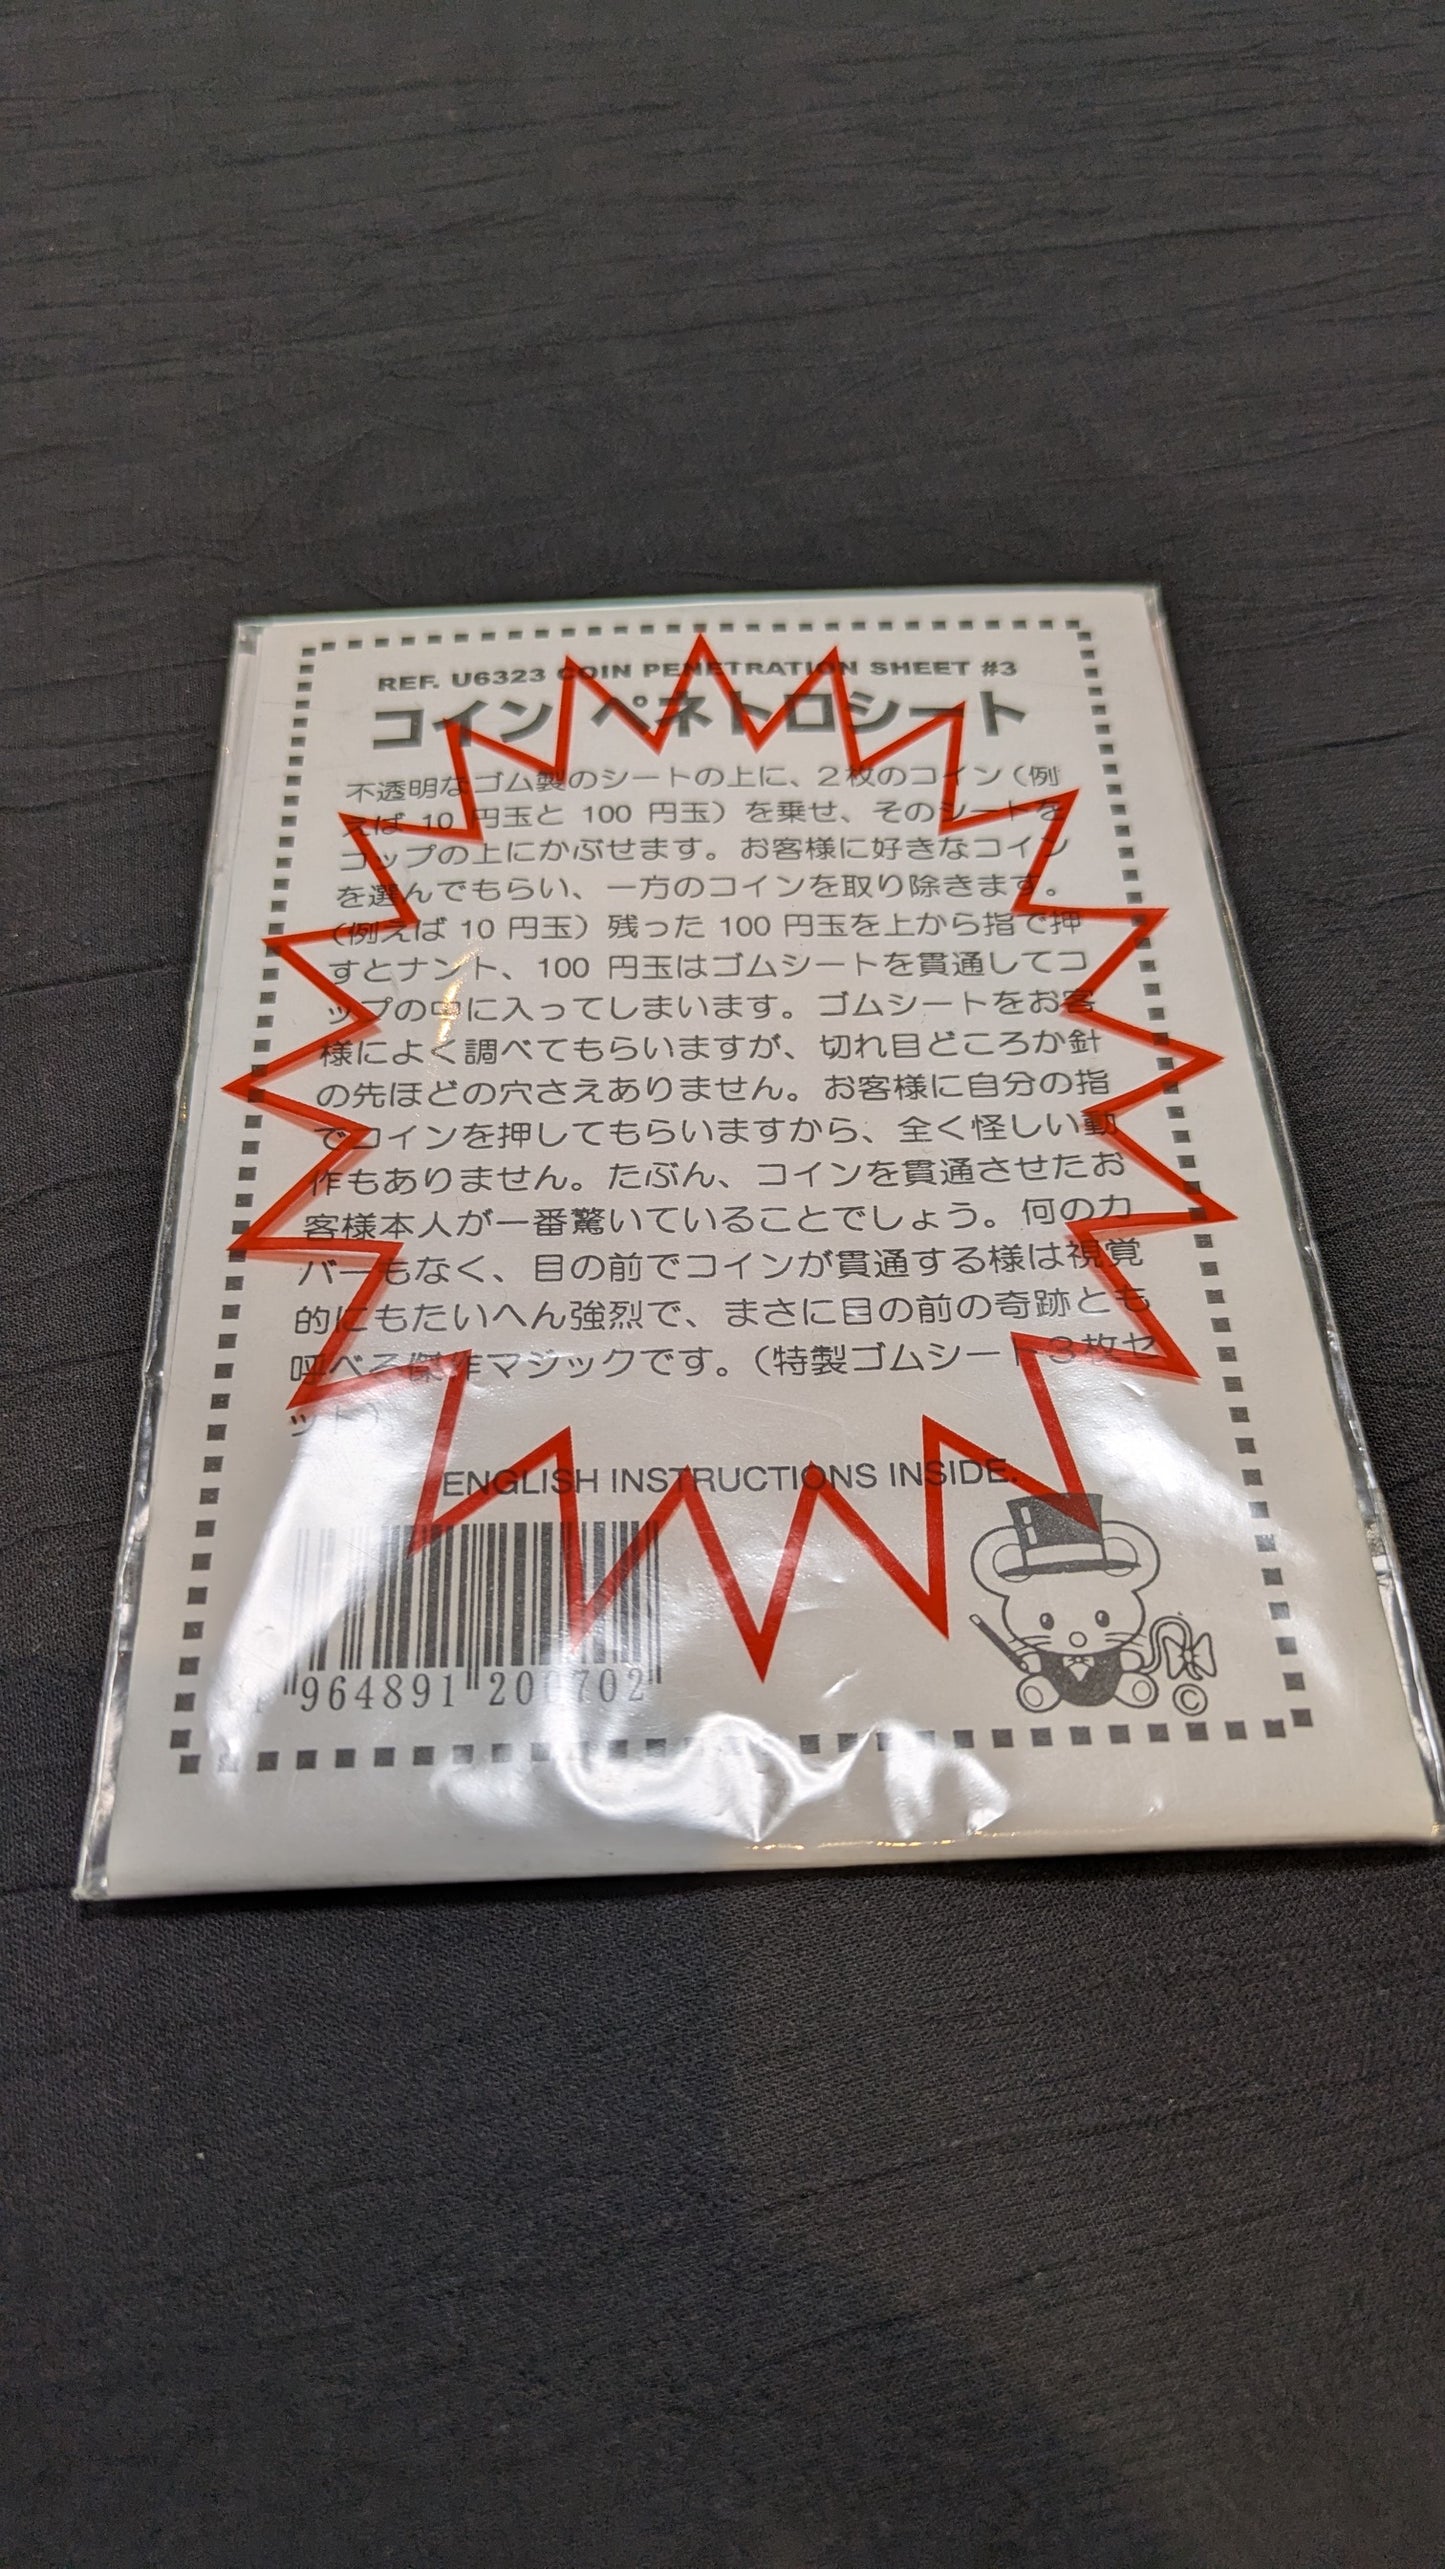 REF. U6323 COIN PENETRATION SHEET #3
コイン ペネトロシート
不透明なゴム製のシートの上に、2枚のコイン（例
えば 10 円玉と 100 円玉）を乗せ、そのシートを
コップの上にかぶせます。お客様に好きなコイン
を選んでもらい、一方のコインを取り除きます。
（例えば 10 円玉）残った 100 円玉を上から指で押
すとナント、100 円玉はゴムシートを貫通してコ
ップの中に入ってしまいます。ゴムシートをお客
様によく調べてもらいますが、切れ目どころか針
の先ほどの穴さえありません。お客様に自分の指
でコインを押してもらいますから、全く怪しい動
作もありません。たぶん、コインを貫通させたお
客様本人が一番驚いていることでしょう。何のカ
バーもなく、目の前でコインが貫通する様は視覚
的にもたいへん強烈で、まさに目の前の奇跡とも
呼べる傑作マジックです。（特製ゴムシート3枚セ
ット）
ENGLISH INSTRUCTIONS INSIDE.
964891 200702
©